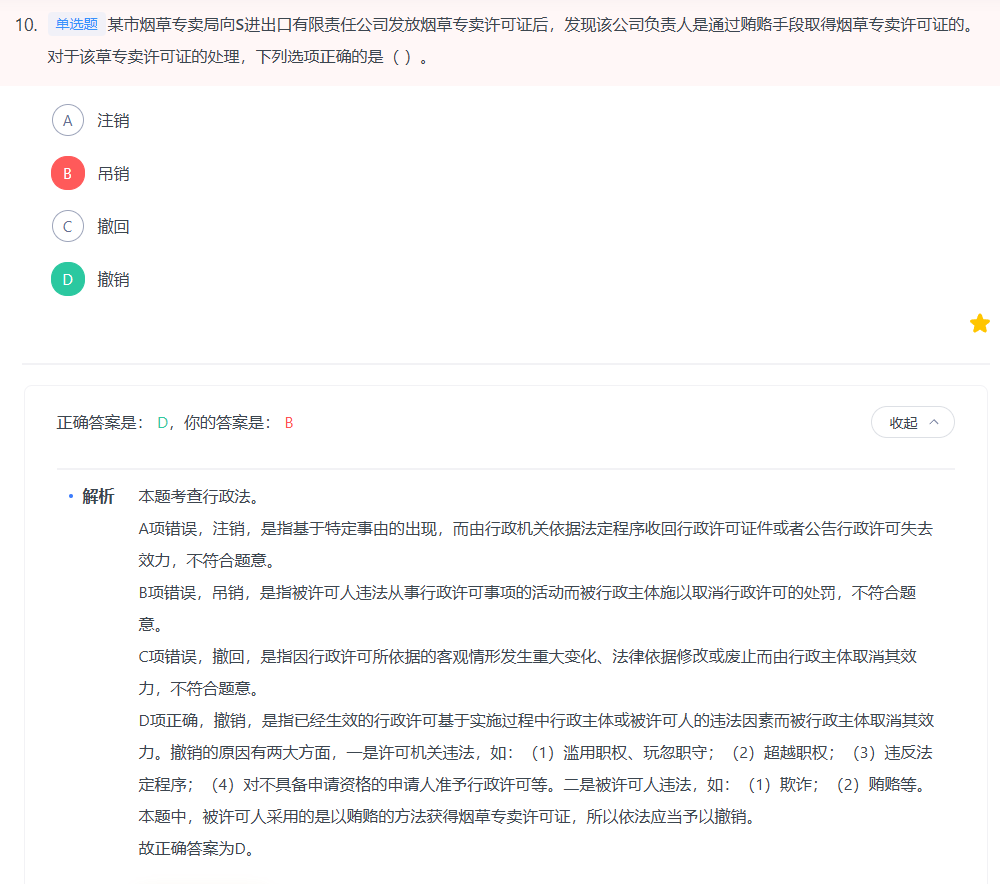 10. 单选题 某市烟草专卖局向S进出口有限责任公司发放烟草专卖许可证后，发现该公司负责人是通过贿赂手段取得烟草专卖许可证的。
对于该草专卖许可证的处理，下列选项正确的是（ ）。
A 注销
B 吊销
C 撤回
D 撤销
正确答案是： D，你的答案是： B
收起
• 解析 本题考查行政法。
A项错误，注销，是指基于特定事由的出现，而由行政机关依据法定程序收回行政许可证件或者公告行政许可失去
效力，不符合题意。
B项错误，吊销，是指被许可人违法从事行政许可事项的活动而被行政主体施以取消行政许可的处罚，不符合题
意。
C项错误，撤回，是指因行政许可所依据的客观情形发生重大变化、法律依据修改或废止而由行政主体取消其效
力，不符合题意。
D项正确，撤销，是指已经生效的行政许可基于实施过程中行政主体或被许可人的违法因素而被行政主体取消其效
力。撤销的原因有两大方面，一是许可机关违法，如：（1）滥用职权、玩忽职守；（2）超越职权；（3）违反法
定程序；（4）对不具备申请资格的申请人准予行政许可等。二是被许可人违法，如：（1）欺诈；（2）贿赂等。
本题中，被许可人采用的是以贿赂的方法获得烟草专卖许可证，所以依法应当予以撤销。
故正确答案为D。